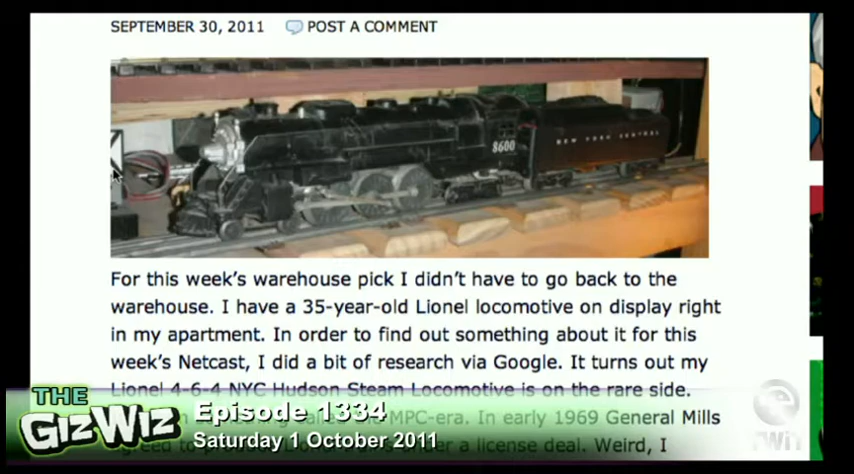 SEPTEMBER 30, 2011 POST A COMMENT
8600 NEW YORK CENTRAL
For this week's warehouse pick I didn't have to go back to the
warehouse. I have a 35-year-old Lionel locomotive on display right
in my apartment. In order to find out something about it for this
week's Netcast, I did a bit of research via Google. It turns out my
Lionel 4-6-4 NYC Hudson Steam Locomotive is on the rare side.
MPC-era. In early 1969 General Mills
under a license deal. Weird, I
THE
GIZWIZ
Episode 1334
Saturday 1 October 2011
TWiT